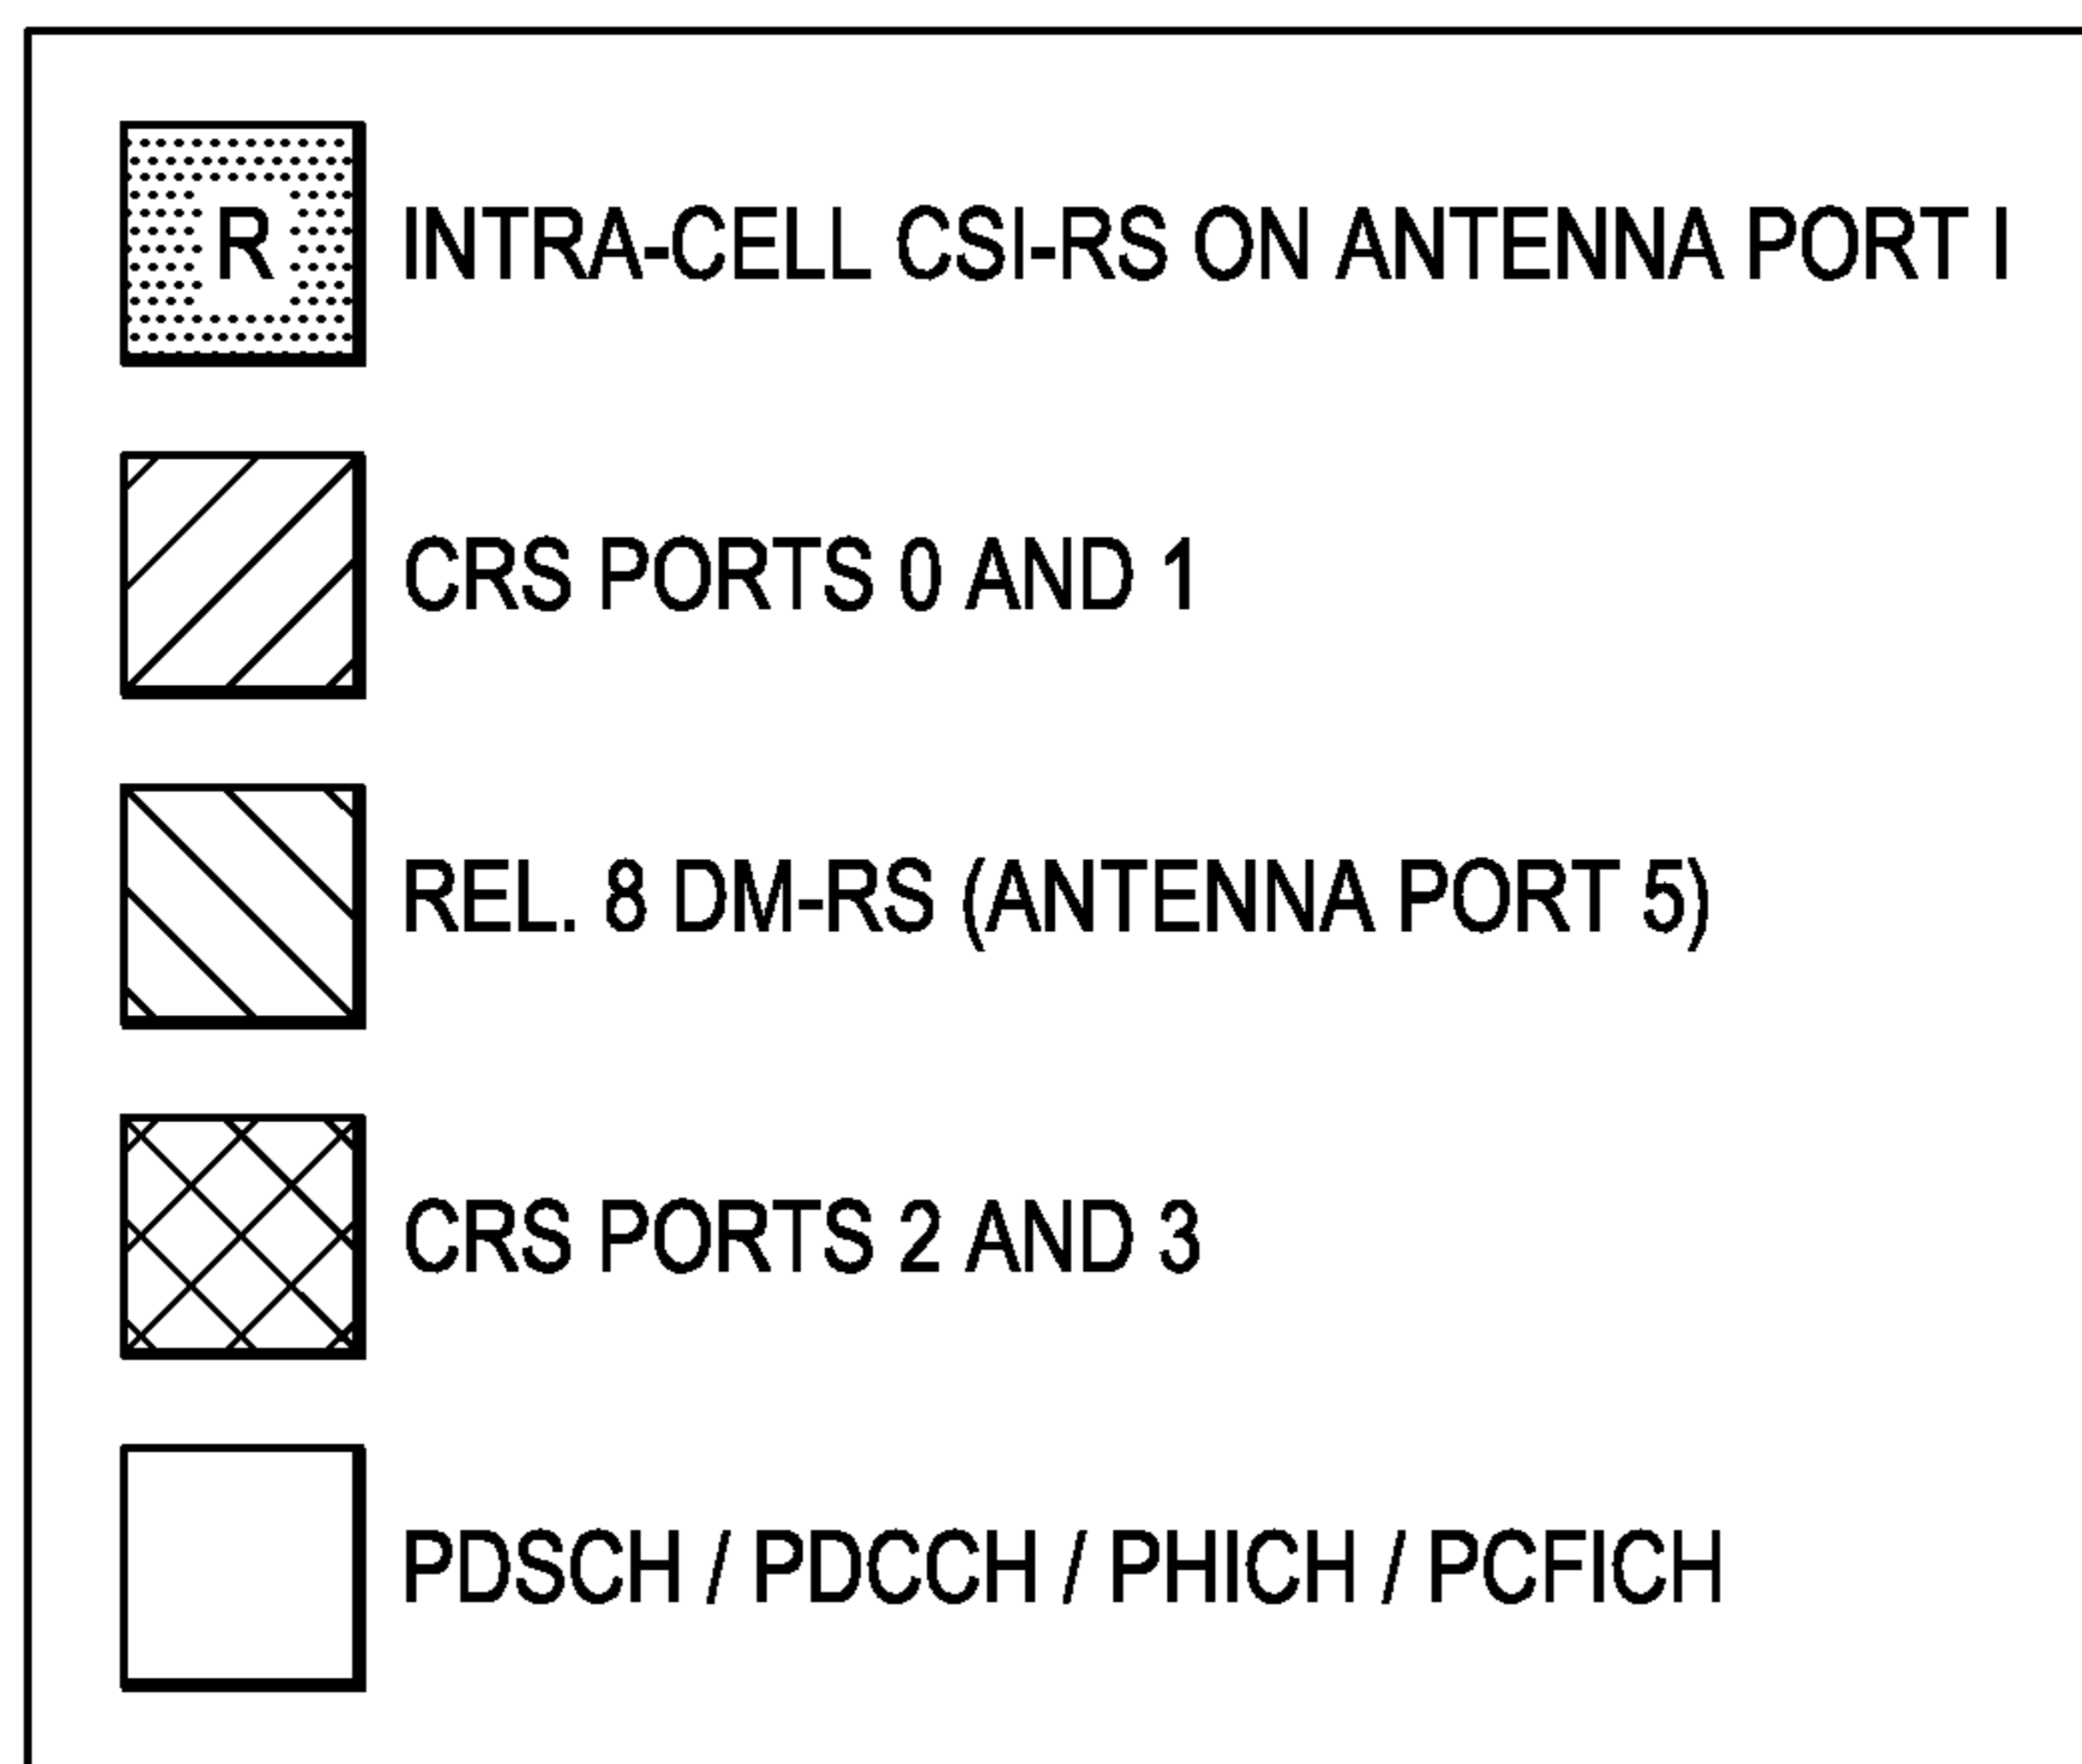 R INTRA-CELL CSI-RS ON ANTENNA PORT I
CRS PORTS 0 AND 1
REL. 8 DM-RS (ANTENNA PORT 5)
CRS PORTS 2 AND 3
PDSCH / PDCCH / PHICH / PCFICH